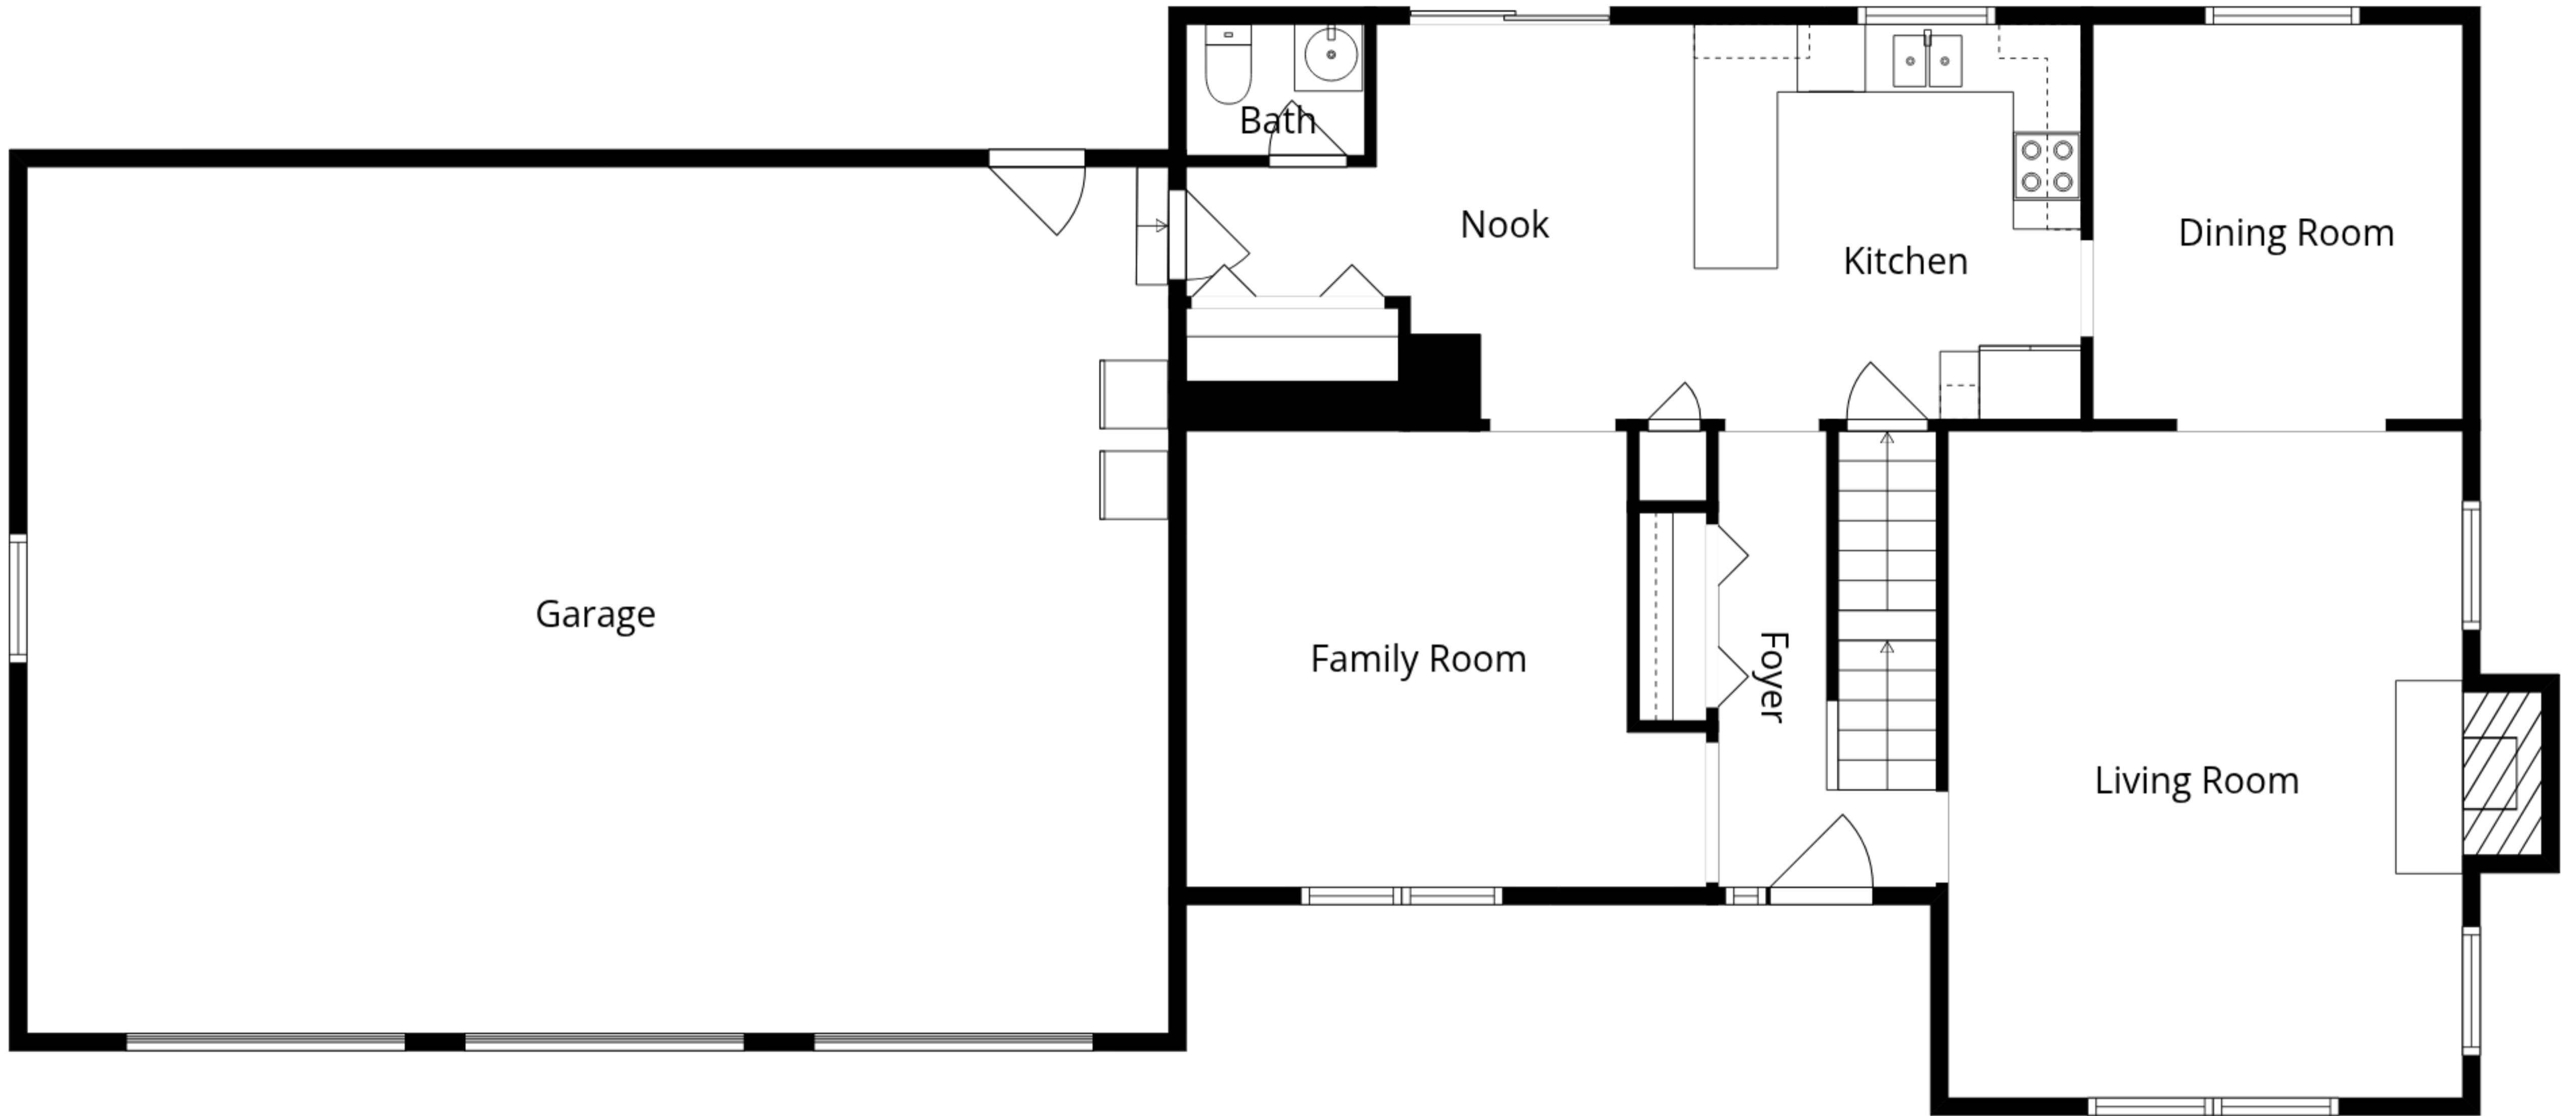 Bath
Nook
Kitchen
Dining Room
Garage
Family Room
Foyer
Living Room